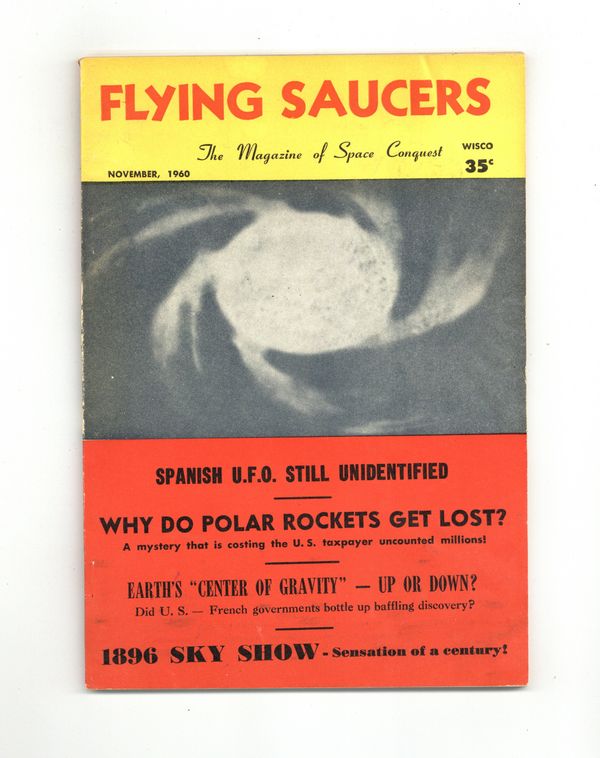 FLYING SAUCERS
The Magazine of Space Conquest
WISCO
35¢
NOVEMBER, 1960
SPANISH U.F.O. STILL UNIDENTIFIED
WHY DO POLAR ROCKETS GET LOST?
A mystery that is costing the U.S. taxpayer uncounted millions!
EARTH'S "CENTER OF GRAVITY" — UP OR DOWN?
Did U. S. — French governments bottle up baffling discovery?
1896 SKY SHOW - Sensation of a century!